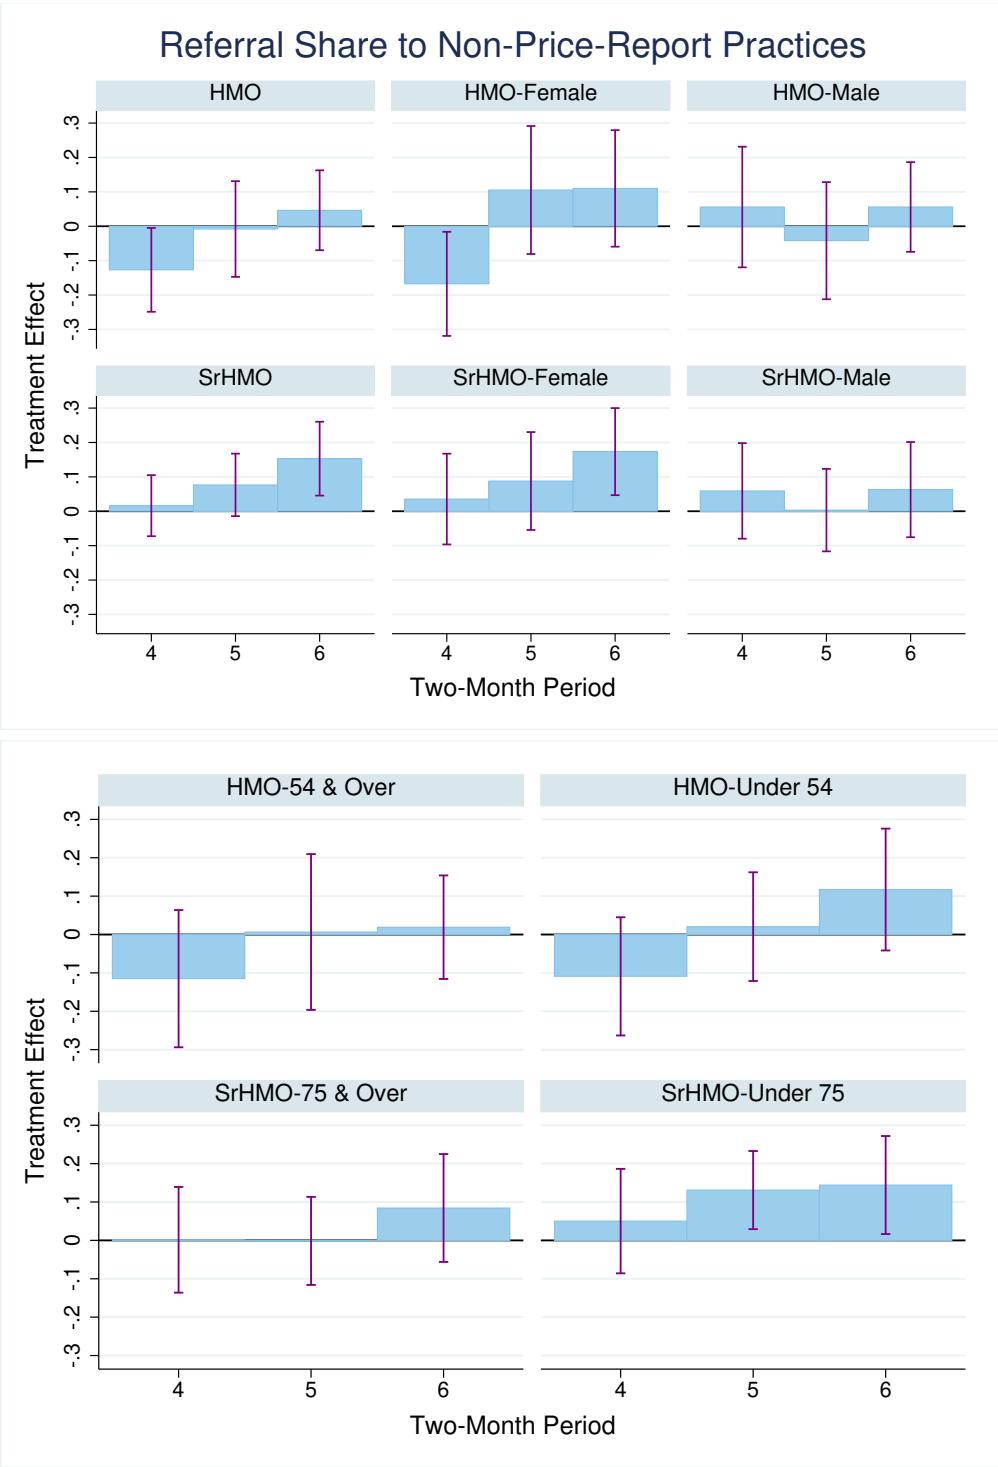 Referral Share to Non-Price-Report Practices
HMO HMO-Female HMO-Male
.3
.2
.1
0
-.1
-.2
-.3
SrHMO SrHMO-Female SrHMO-Male
.3
.2
.1
0
-.1
-.2
-.3
Treatment Effect
4 5 6 4 5 6 4 5 6
Two-Month Period
HMO-54 & Over HMO-Under 54
.3
.2
.1
0
-.1
-.2
-.3
SrHMO-75 & Over SrHMO-Under 75
.3
.2
.1
0
-.1
-.2
-.3
Treatment Effect
4 5 6 4 5 6
Two-Month Period